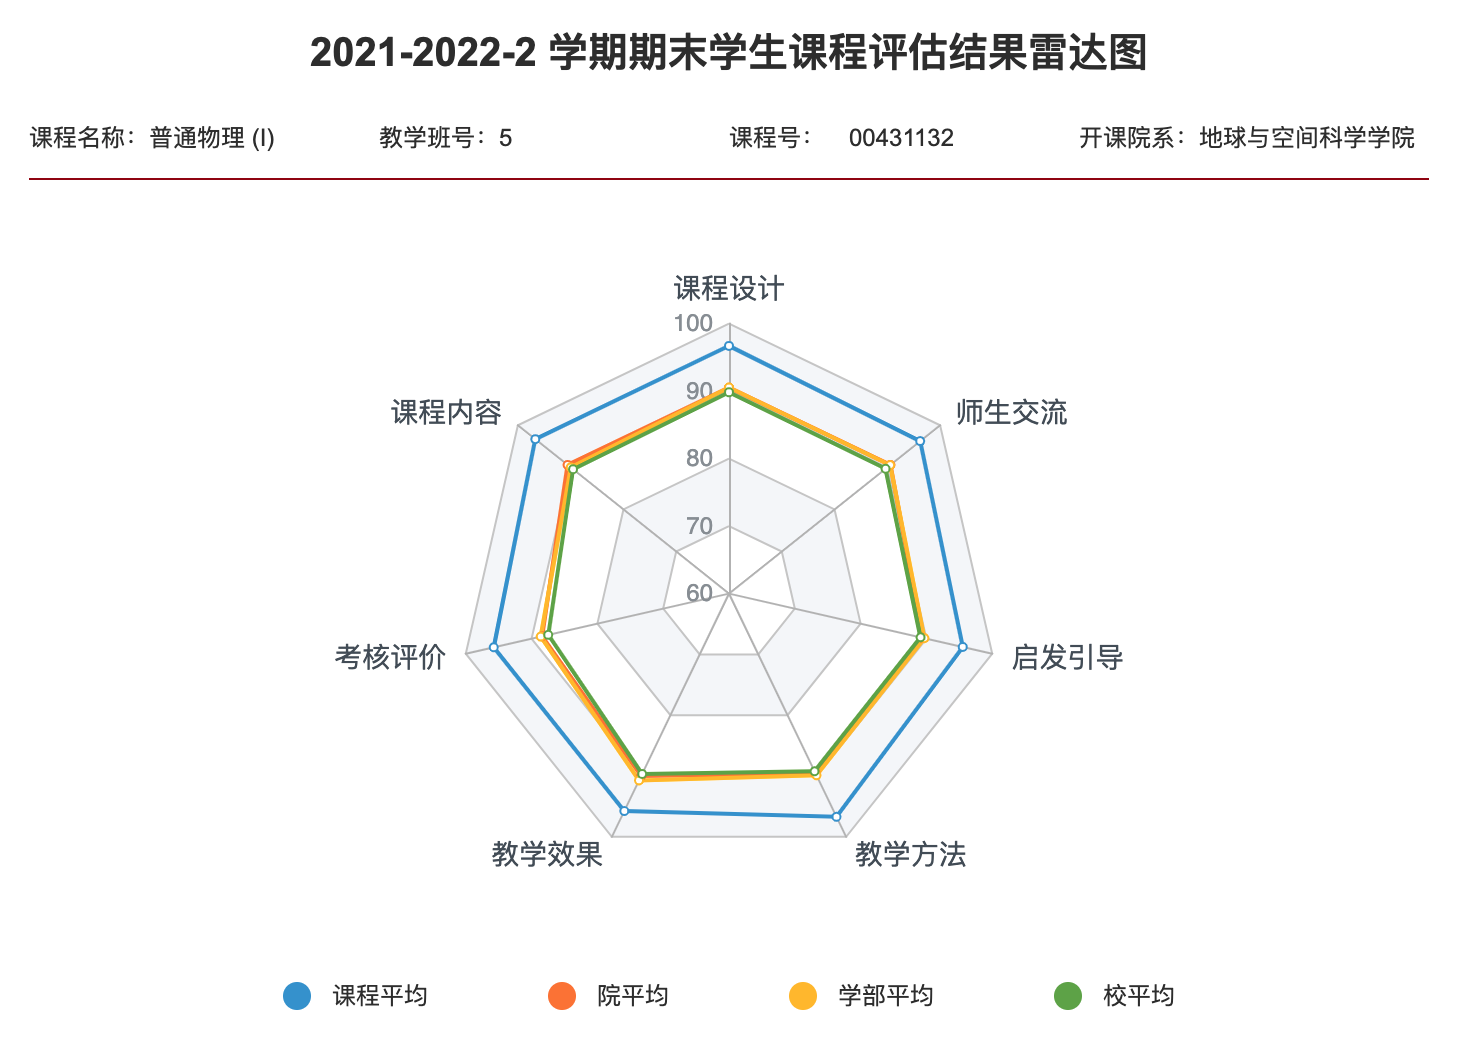 2021-2022-2 学期期末学生课程评估结果雷达图
课程名称：普通物理 (I) 教学班号：5 课程号： 00431132 开课院系：地球与空间科学学院
课程设计
100
90
课程内容 师生交流
80
70
60
考核评价 启发引导
教学效果 教学方法
课程平均 院平均 学部平均 校平均